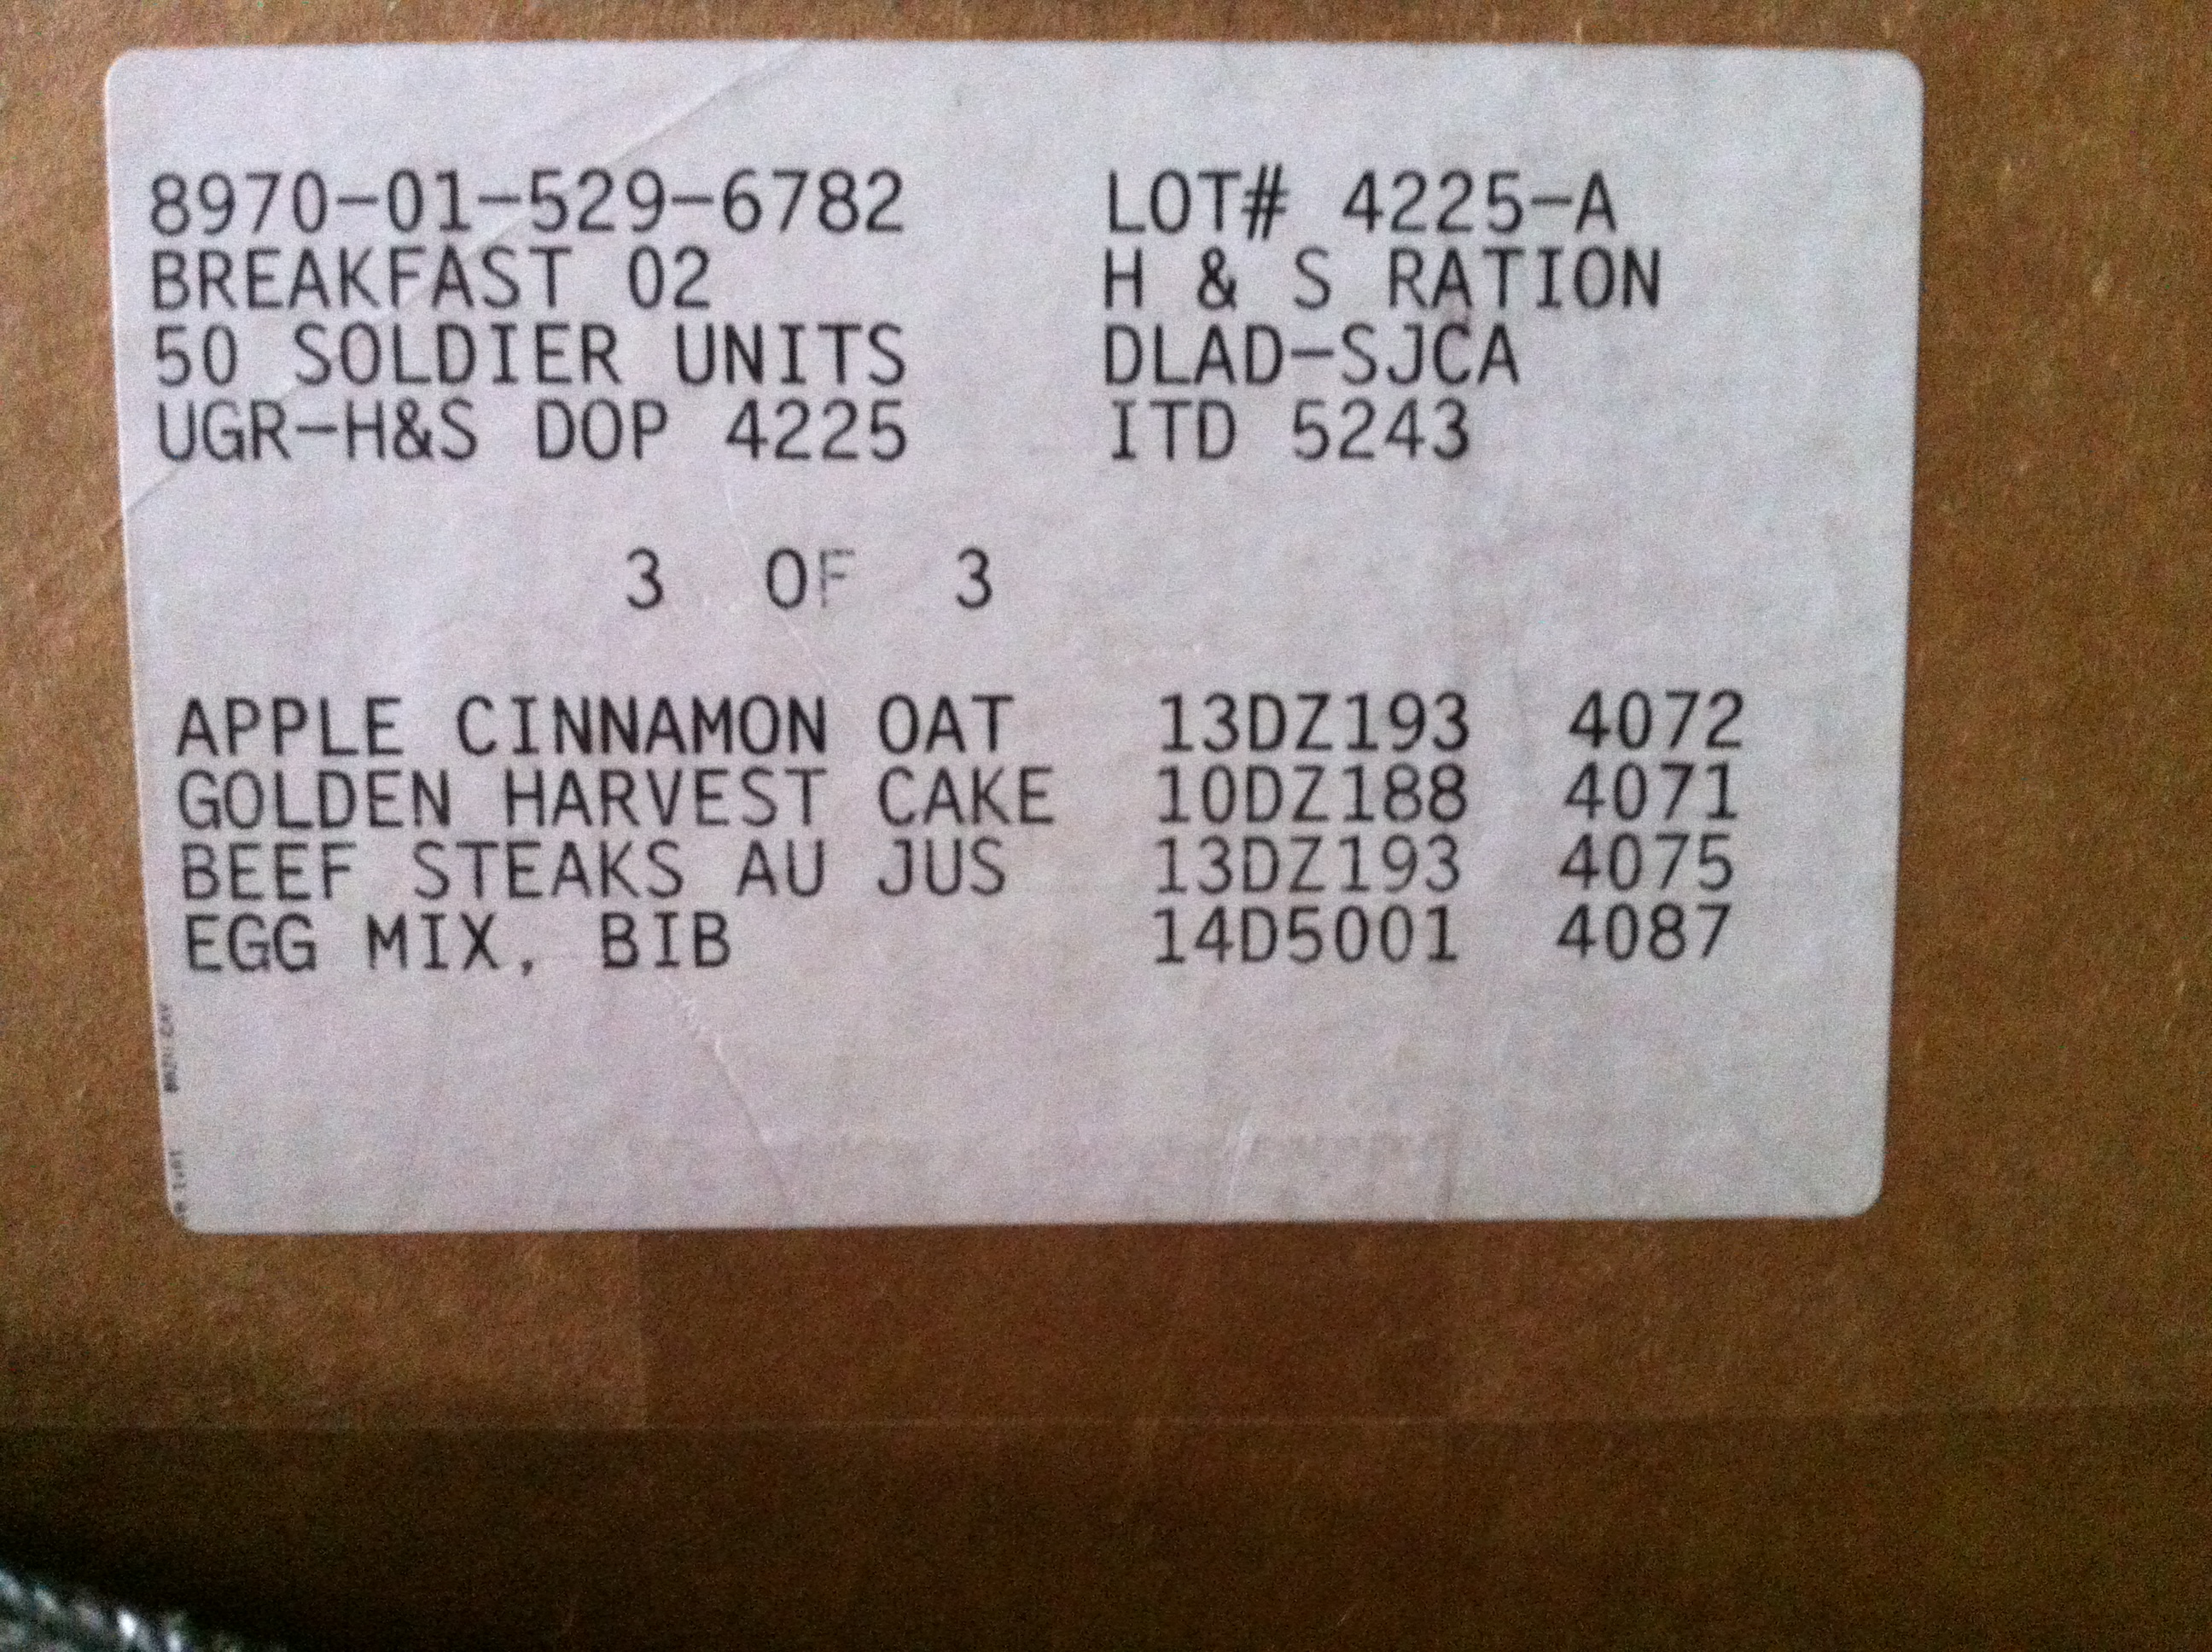 8970-01-529-6782 LOT# 4225-A
BREAKFAST 02 H & S RATION
50 SOLDIER UNITS DLAD-SJCA
UGR-H&S DOP 4225 ITD 5243
3 OF 3
APPLE CINNAMON OAT 13DZ193 4072
GOLDEN HARVEST CAKE 10DZ188 4071
BEEF STEAKS AU JUS 13DZ193 4075
EGG MIX, BIB 14D5001 4087